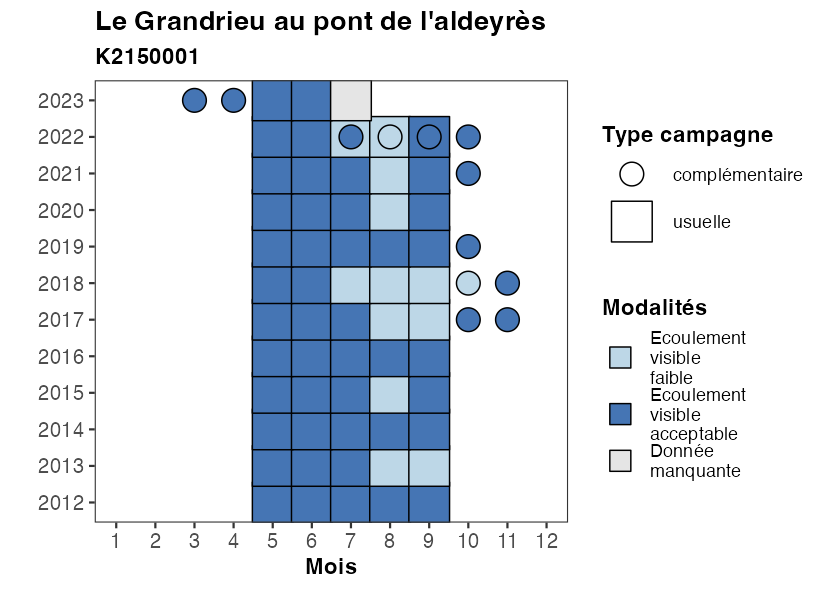 Le Grandrieu au pont de l'aldeyrès
K2150001
2023
2022
2021
2020
2019
2018
2017
2016
2015
2014
2013
2012
1 2 3 4 5 6 7 8 9 10 11 12
Mois
Type campagne
complémentaire
usuelle
Modalités
Ecoulement
visible
faible
Ecoulement
visible
acceptable
Donnée
manquante